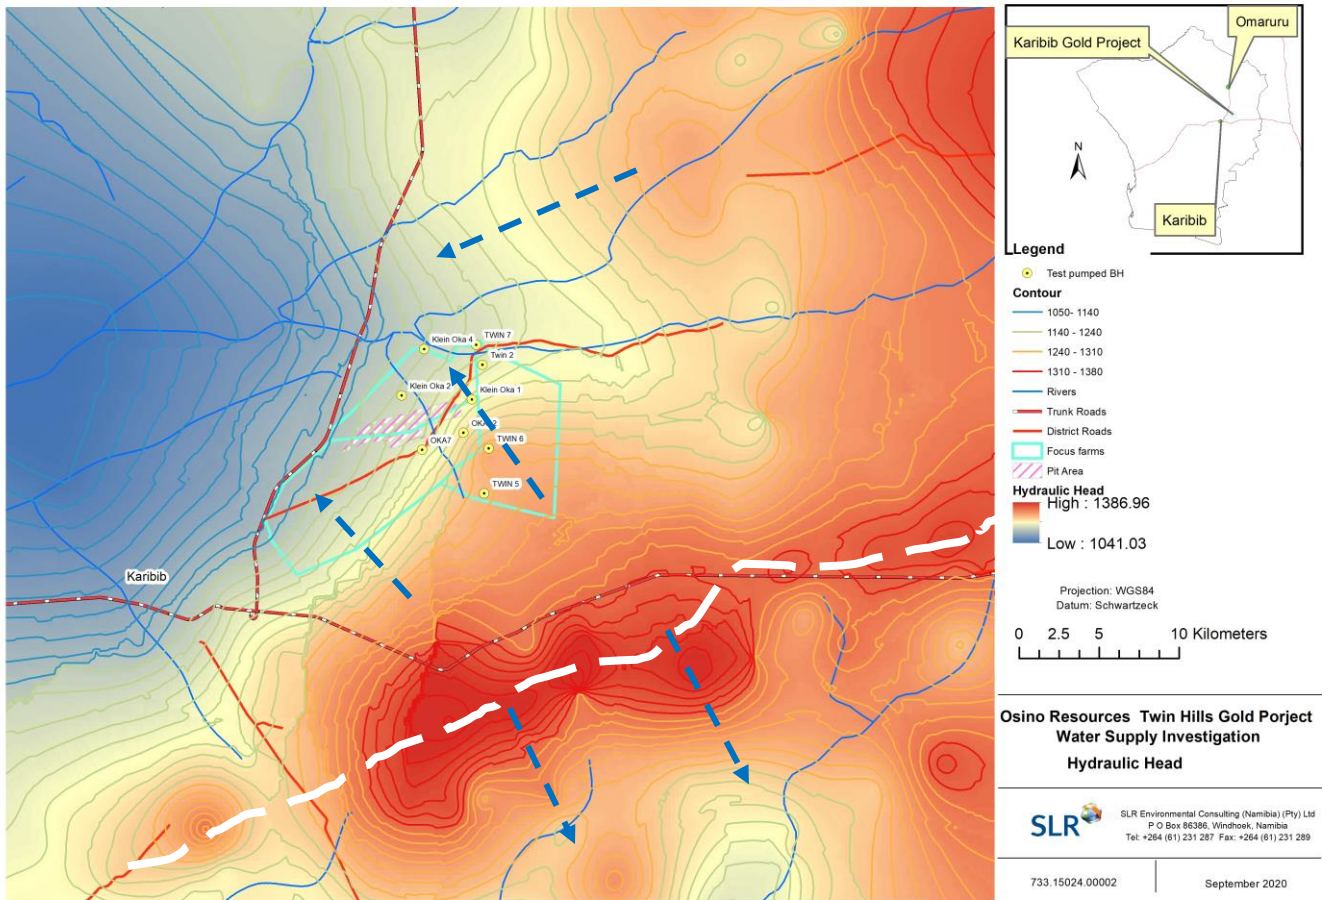 Omaruru
Karibib Gold Project
N
Karibib
Legend
Test pumped BH
Contour
1050- 1140
1140 - 1240
1240 - 1310
1310 - 1380
Rivers
Trunk Roads
District Roads
Focus farms
Pit Area
Hydraulic Head
High : 1386.96
Low : 1041.03
Projection: WGS84
Datum: Schwartzeck
0 2.5 5 10 Kilometers
Osino Resources Twin Hills Gold Porject
Water Supply Investigation
Hydraulic Head
SLR
SLR Environmental Consulting (Namibia) (Pty) Ltd
P O Box 86386, Windhoek, Namibia
Tel: +264 (61) 231 287 Fax: +264 (61) 231 289
733.15024.00002
September 2020
Klein Oka 4
TWIN 7
Twin 2
Klein Oka 2
Klein Oka 1
OKA7
TWIN 6
TWIN 5
Karibib